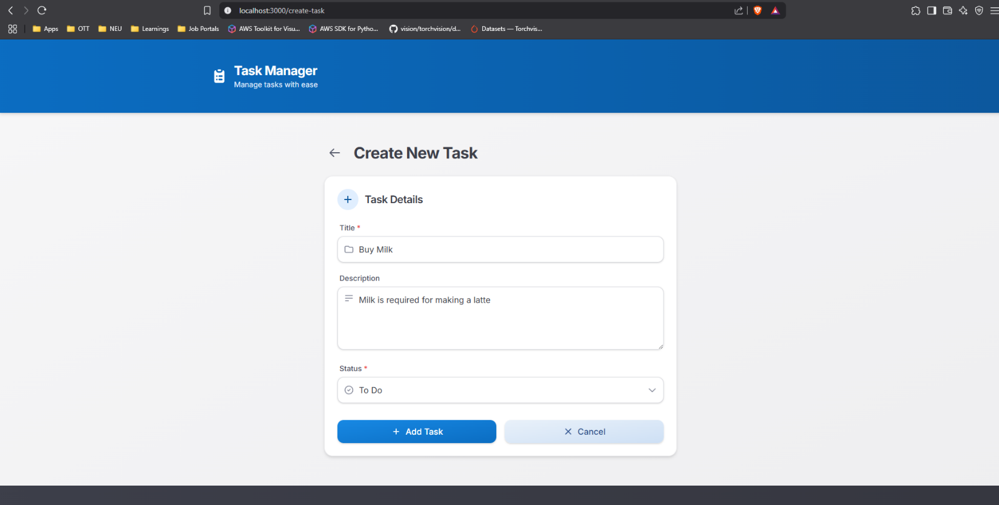 localhost:3000/create-task
Apps OTT NEU Learnings Job Portals AWS Toolkit for Visu... AWS SDK for Pytho... vision/torchvision/d... Datasets — Torchvis...
Task Manager
Manage tasks with ease
Create New Task
Task Details
Title *
Buy Milk
Description
Milk is required for making a latte
Status *
To Do
+ Add Task × Cancel